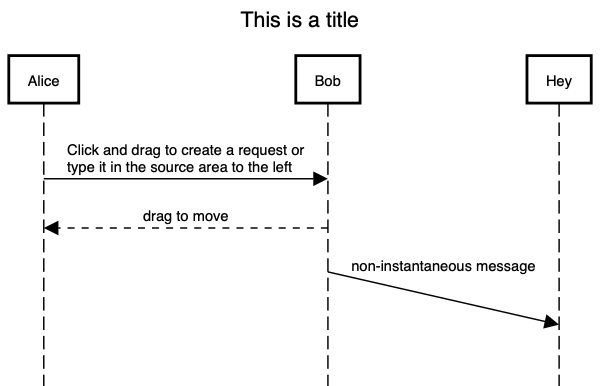 This is a title
Alice
Bob
Hey
Click and drag to create a request or
type it in the source area to the left
drag to move
non-instantaneous message